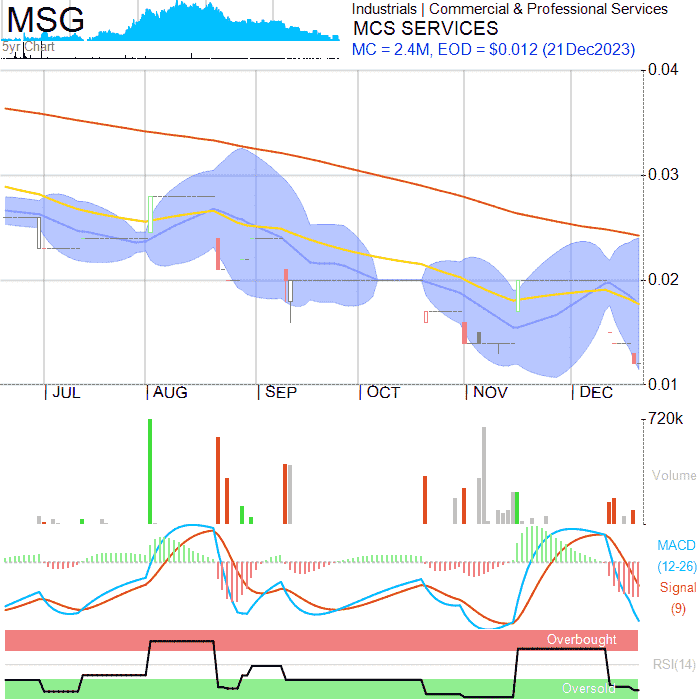 MSG
5yr Chart
Industrials | Commercial & Professional Services
MCS SERVICES
MC = 2.4M, EOD = $0.012 (21Dec2023)
0.04
0.03
0.02
0.01
JUL AUG SEP OCT NOV DEC
720k
Volume
MACD
(12-26)
Signal
(9)
Overbought
RSI(14)
Oversold